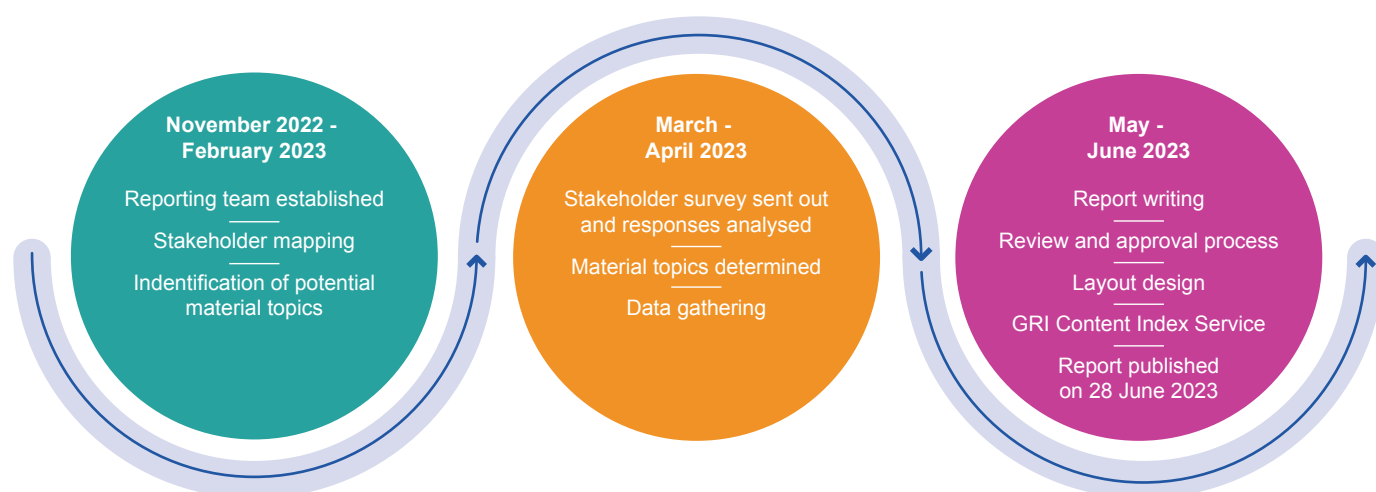 November 2022 -
February 2023
Reporting team established
Stakeholder mapping
Indentification of potential
material topics
March -
April 2023
Stakeholder survey sent out
and responses analysed
Material topics determined
Data gathering
May -
June 2023
Report writing
Review and approval process
Layout design
GRI Content Index Service
Report published
on 28 June 2023